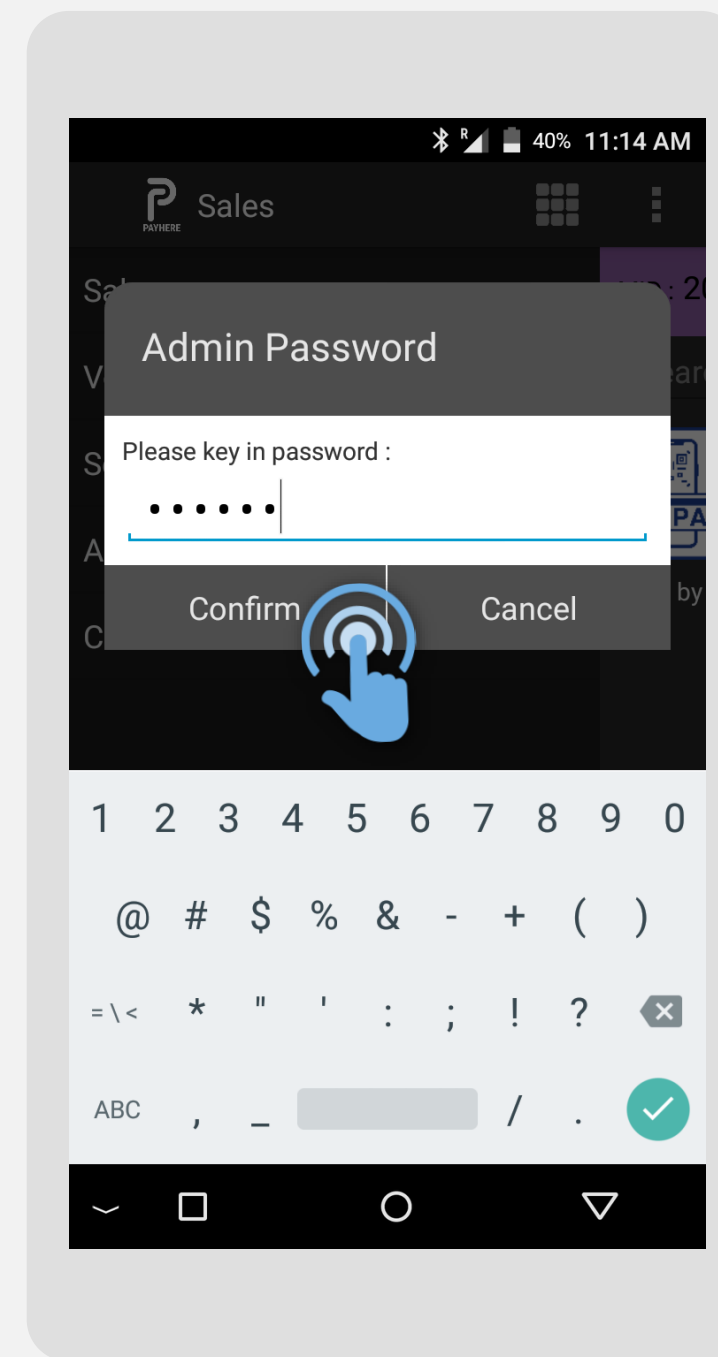 R 40% 11:14 AM
PAYHERE Sales
Admin Password
Please key in password :
••••••
Confirm Cancel
by
1 2 3 4 5 6 7 8 9 0
@ # $ % & - + ( )
= \ < * " ' : ; ! ?
ABC , _ / .